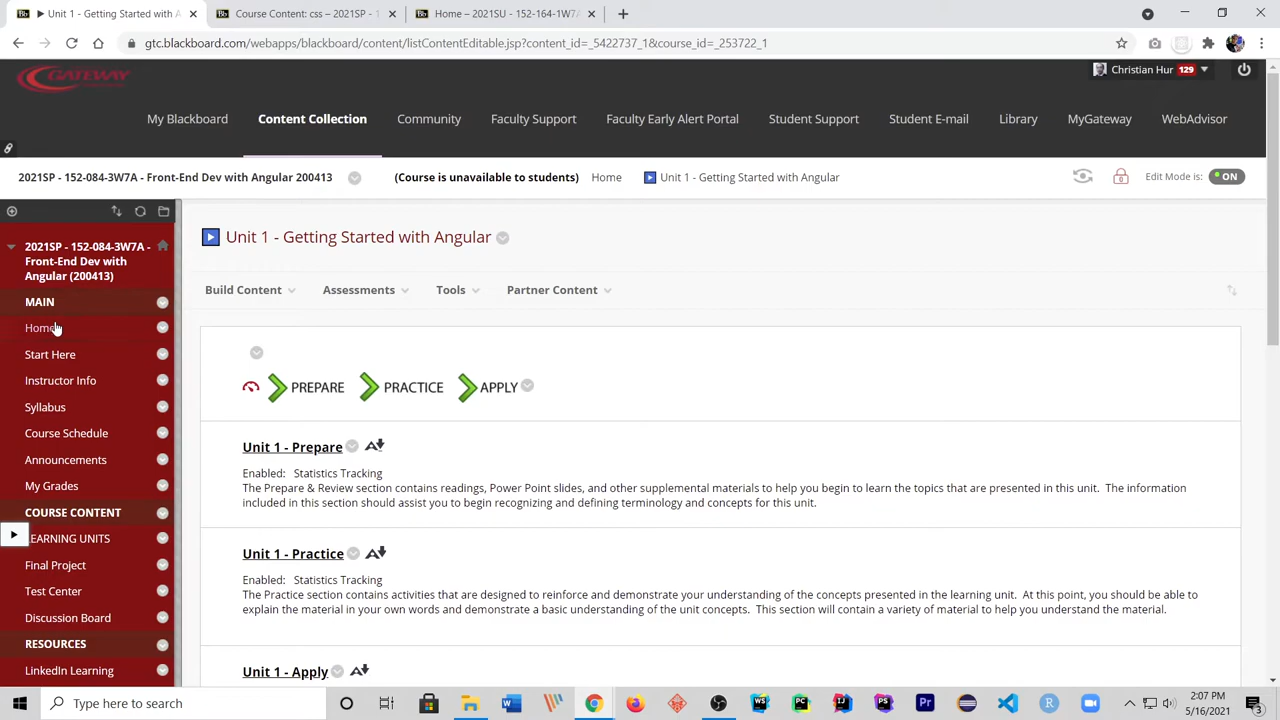 Unit 1 - Getting Started with A
Course Content: css – 2021SP - 1
Home – 2021SU - 152-164-1W7A
gtc.blackboard.com/webapps/blackboard/content/listContentEditable.jsp?content_id=_5422737_1&course_id=_253722_1
GATEWAY
Christian Hur 129
My Blackboard
Content Collection
Community
Faculty Support
Faculty Early Alert Portal
Student Support
Student E-mail
Library
MyGateway
WebAdvisor
2021SP - 152-084-3W7A - Front-End Dev with Angular 200413
(Course is unavailable to students)
Home
Unit 1 - Getting Started with Angular
Edit Mode is: ON
2021SP - 152-084-3W7A -
Front-End Dev with
Angular (200413)
MAIN
Home
Start Here
Instructor Info
Syllabus
Course Schedule
Announcements
My Grades
COURSE CONTENT
LEARNING UNITS
Final Project
Test Center
Discussion Board
RESOURCES
LinkedIn Learning
Unit 1 - Getting Started with Angular
Build Content
Assessments
Tools
Partner Content
PREPARE
PRACTICE
APPLY
Unit 1 - Prepare
Enabled: Statistics Tracking
The Prepare & Review section contains readings, Power Point slides, and other supplemental materials to help you begin to learn the topics that are presented in this unit. The information
included in this section should assist you to begin recognizing and defining terminology and concepts for this unit.
Unit 1 - Practice
Enabled: Statistics Tracking
The Practice section contains activities that are designed to reinforce and demonstrate your understanding of the concepts presented in the learning unit. At this point, you should be able to
explain the material in your own words and demonstrate a basic understanding of the unit concepts. This section will contain a variety of material to help you understand the material.
Unit 1 - Apply
Type here to search
2:07 PM
5/16/2021